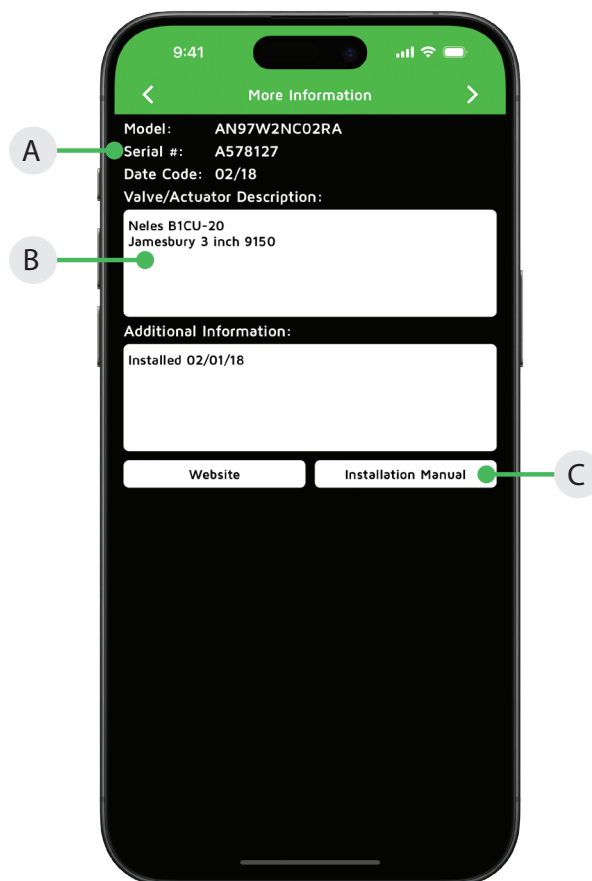 9:41
More Information
Model: AN97W2NC02RA
A
Serial #: A578127
Date Code: 02/18
Valve/Actuator Description:
Neles B1CU-20
Jamesbury 3 inch 9150
B
Additional Information:
Installed 02/01/18
Website Installation Manual
C